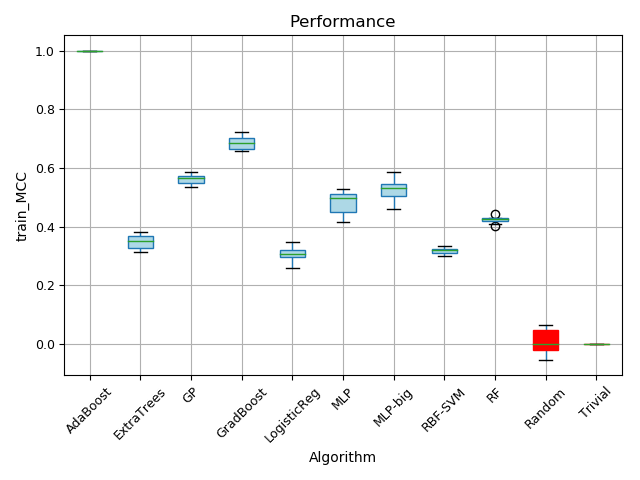 Performance
train_MCC
1.0
0.8
0.6
0.4
0.2
0.0
AdaBoost
ExtraTrees
GP
GradBoost
LogisticReg
MLP
MLP-big
RBF-SVM
RF
Random
Trivial
Algorithm